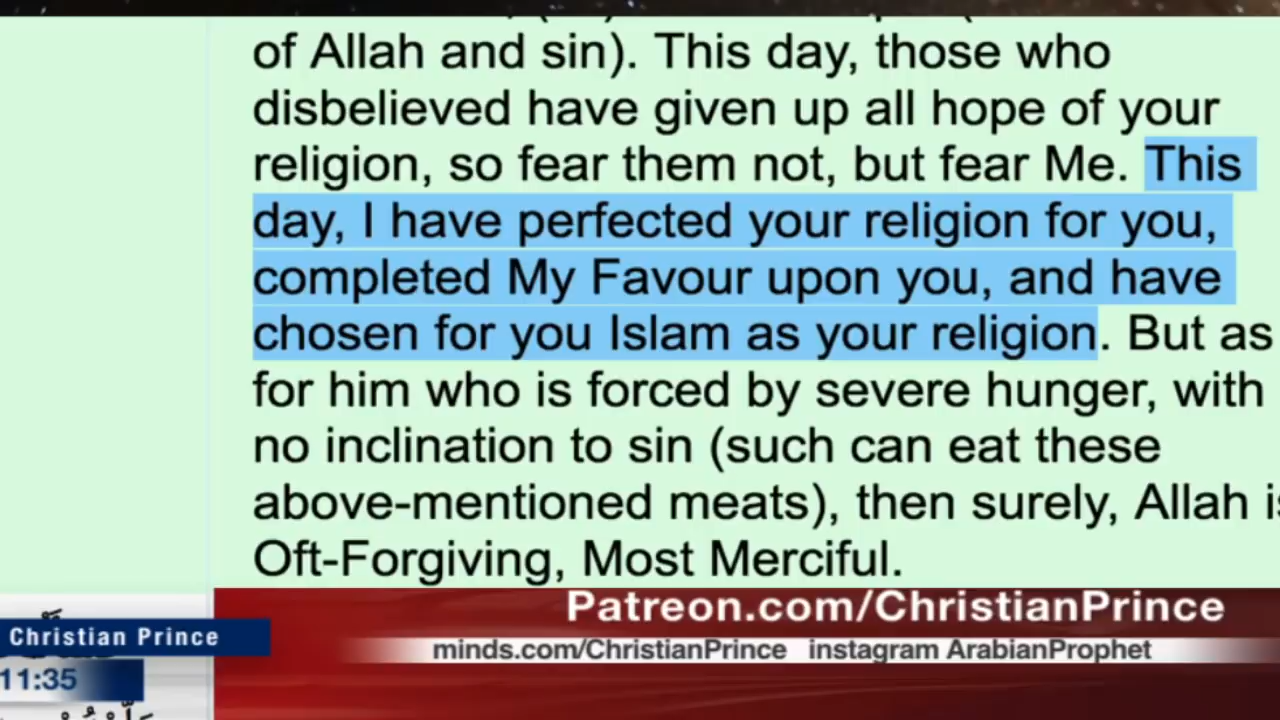 of Allah and sin). This day, those who
disbelieved have given up all hope of your
religion, so fear them not, but fear Me. This
day, I have perfected your religion for you,
completed My Favour upon you, and have
chosen for you Islam as your religion. But as
for him who is forced by severe hunger, with
no inclination to sin (such can eat these
above-mentioned meats), then surely, Allah is
Oft-Forgiving, Most Merciful.
Patreon.com/ChristianPrince
Christian Prince
minds.com/ChristianPrince instagram ArabianProphet
11:35